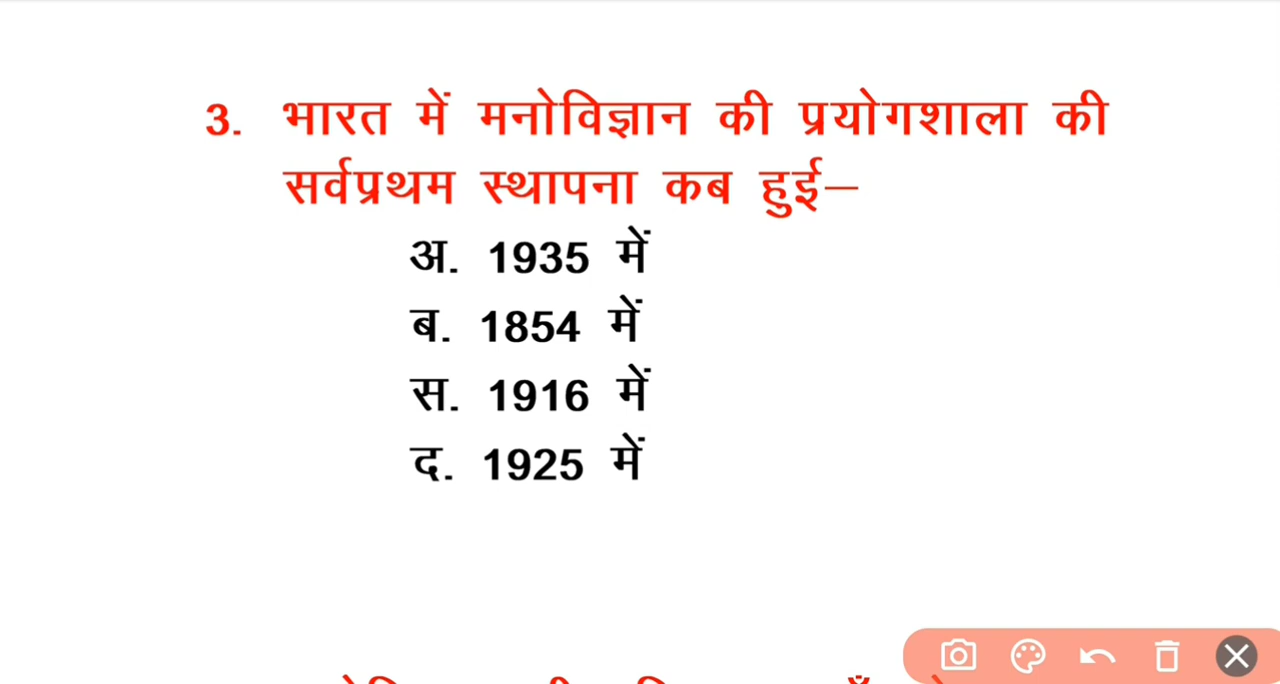 3. भारत में मनोविज्ञान की प्रयोगशाला की
सर्वप्रथम स्थापना कब हुई–
अ. 1935 में
ब. 1854 में
स. 1916 में
द. 1925 में